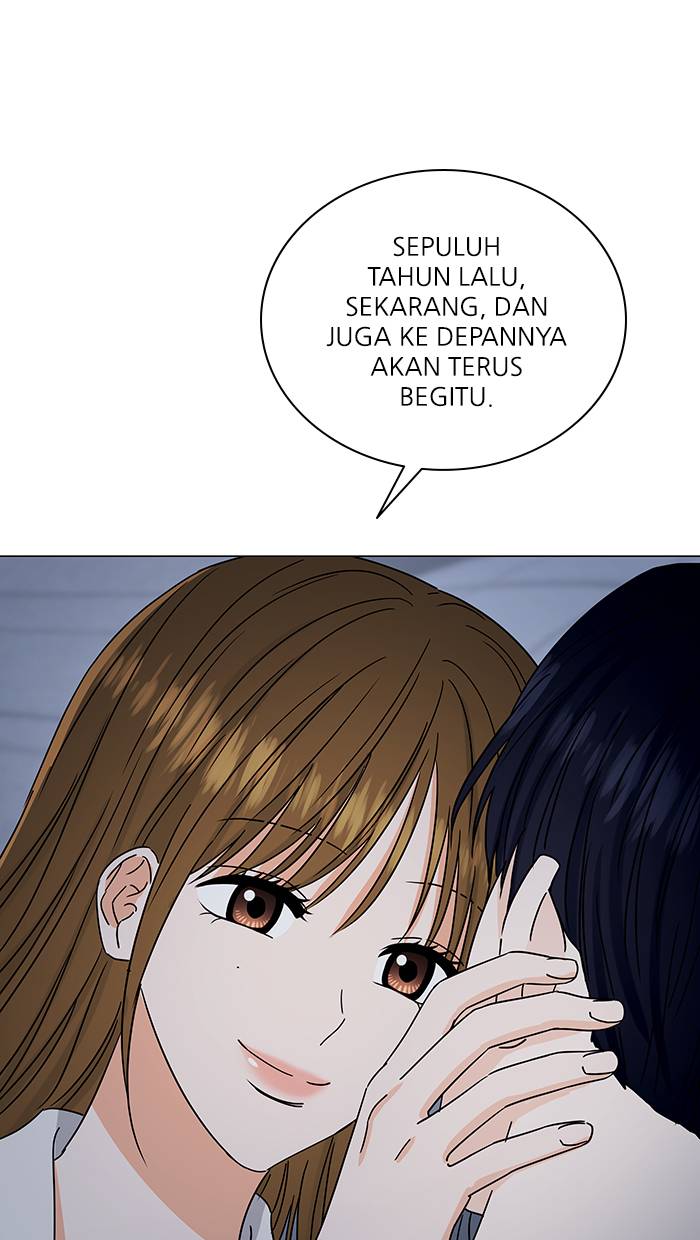 SEPULUH
TAHUN LALU,
SEKARANG, DAN
JUGA KE DEPANNYA
AKAN TERUS
BEGITU.